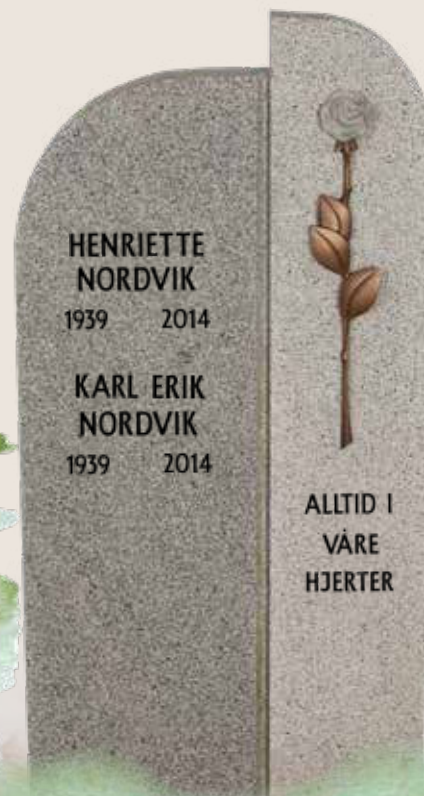 HENRIETTE
NORDVIK
1939 2014
KARL ERIK
NORDVIK
1939 2014
ALLTID I
VÅRE
HJERTER